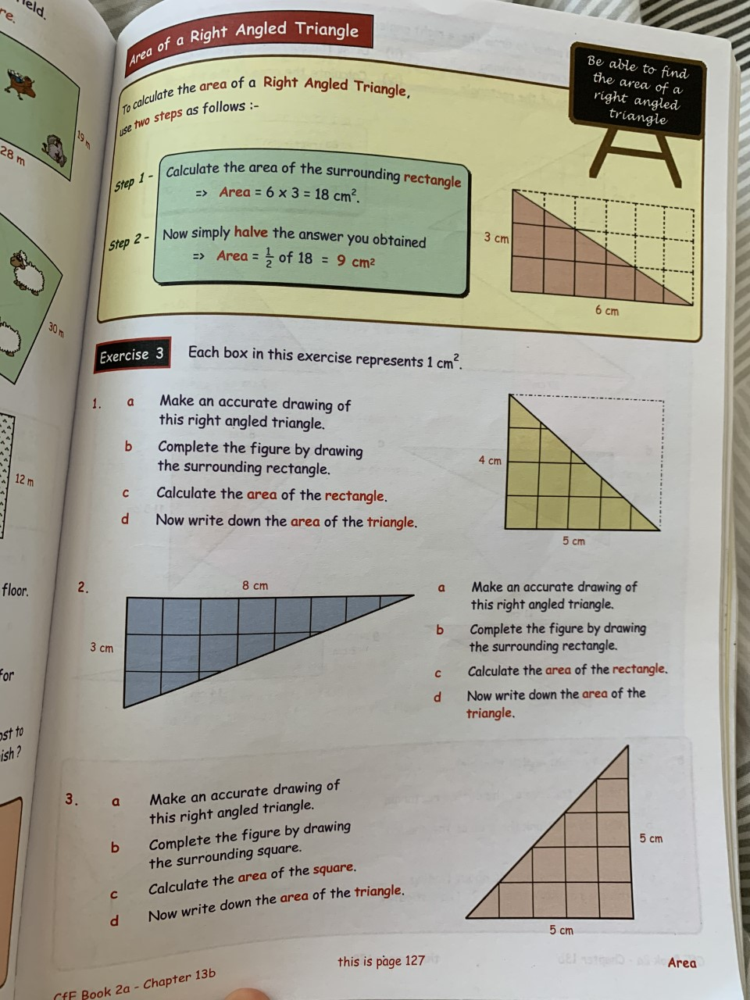 ield.
re.
19 m
28 m
30 m
12 m
floor.
for
ost to
ish ?
Area of a Right Angled Triangle
Be able to find
the area of a
right angled
triangle
To calculate the area of a Right Angled Triangle,
use two steps as follows :-
Step 1 - Calculate the area of the surrounding rectangle
=> Area = 6 x 3 = 18 cm².
Step 2 - Now simply halve the answer you obtained
=> Area = ½ of 18 = 9 cm²
3 cm
6 cm
Exercise 3 Each box in this exercise represents 1 cm².
1. a Make an accurate drawing of
this right angled triangle.
b Complete the figure by drawing
the surrounding rectangle.
c Calculate the area of the rectangle.
d Now write down the area of the triangle.
4 cm
5 cm
2.
8 cm
3 cm
a Make an accurate drawing of
this right angled triangle.
b Complete the figure by drawing
the surrounding rectangle.
c Calculate the area of the rectangle.
d Now write down the area of the
triangle.
3. a Make an accurate drawing of
this right angled triangle.
b Complete the figure by drawing
the surrounding square.
c Calculate the area of the square.
d Now write down the area of the triangle.
5 cm
5 cm
CfE Book 2a - Chapter 13b
this is page 127
Area